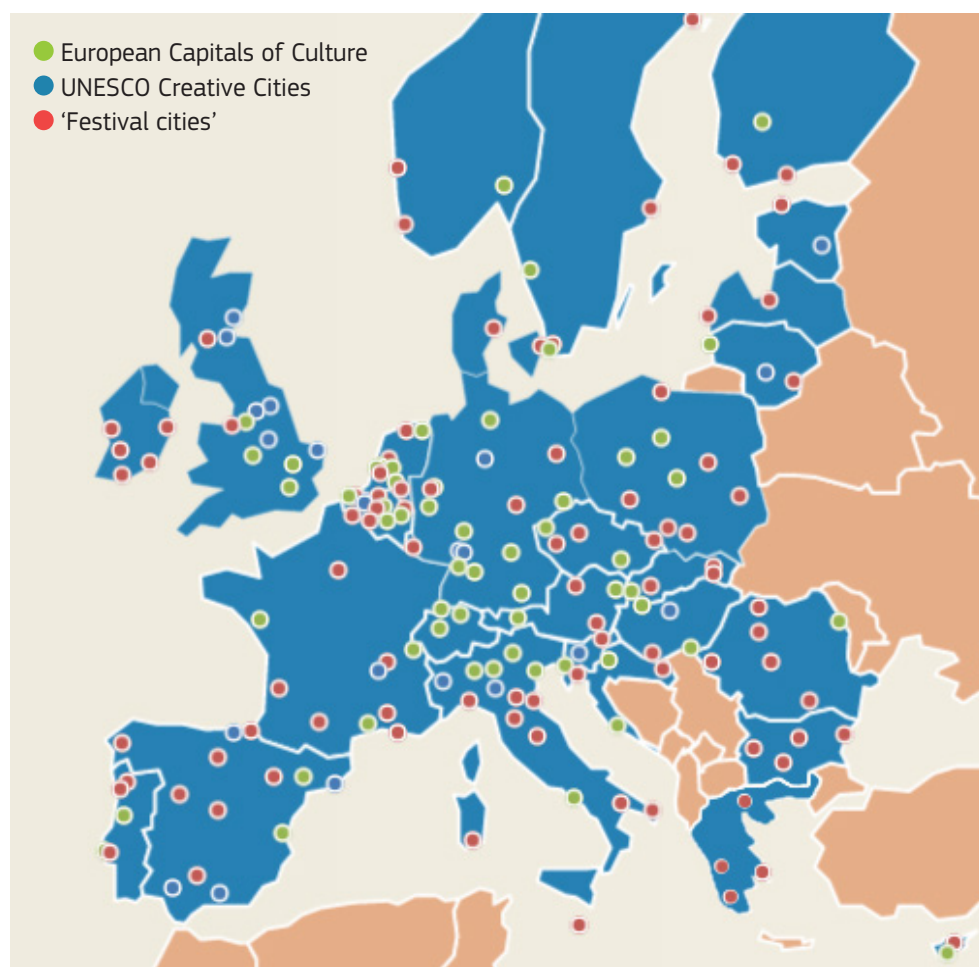 European Capitals of Culture
UNESCO Creative Cities
‘Festival cities’